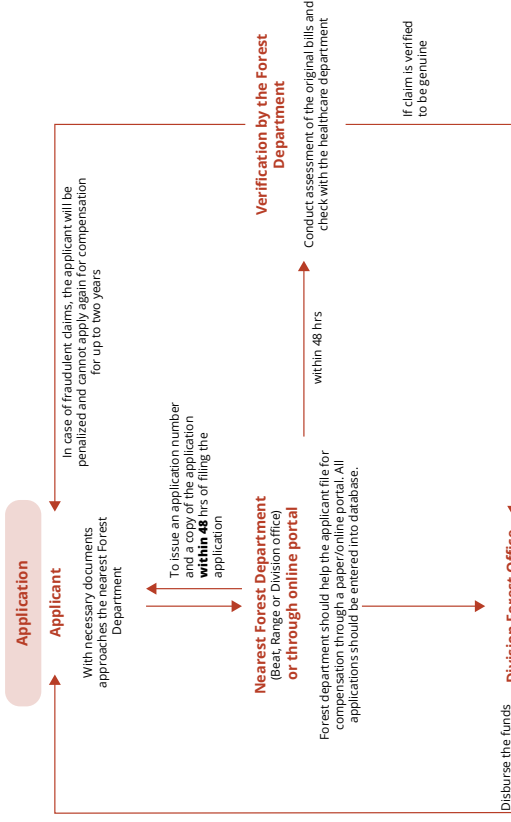 Application
Applicant
With necessary documents
approaches the nearest Forest
Department
In case of fraudulent claims, the applicant will be
penalized and cannot apply again for compensation
for up to two years
To issue an application number
and a copy of the application
within 48 hrs of filing the
application
Nearest Forest Department
(Beat, Range or Division office)
or through online portal
Forest department should help the applicant file for
compensation through a paper/online portal. All
applications should be entered into database.
within 48 hrs
Verification by the Forest
Department
Conduct assessment of the original bills and
check with the healthcare department
If claim is verified
to be genuine
Disburse the funds
Division Forest Office